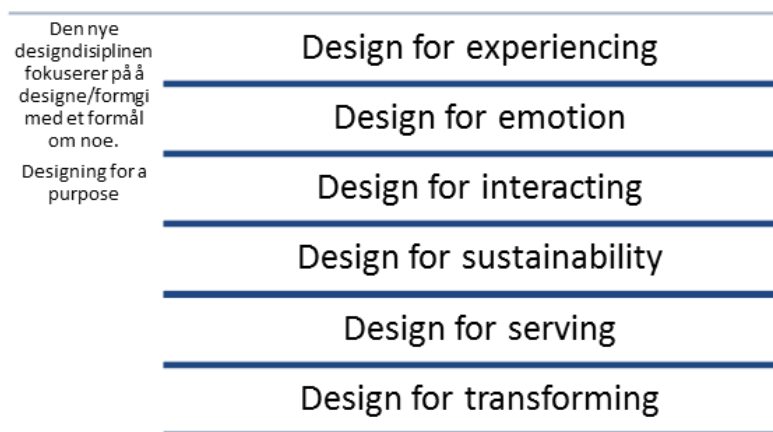 Den nye
designdisiplinen
fokuserer på å
designe/formgi
med et formål
om noe.
Designing for a
purpose
Design for experiencing
Design for emotion
Design for interacting
Design for sustainability
Design for serving
Design for transforming